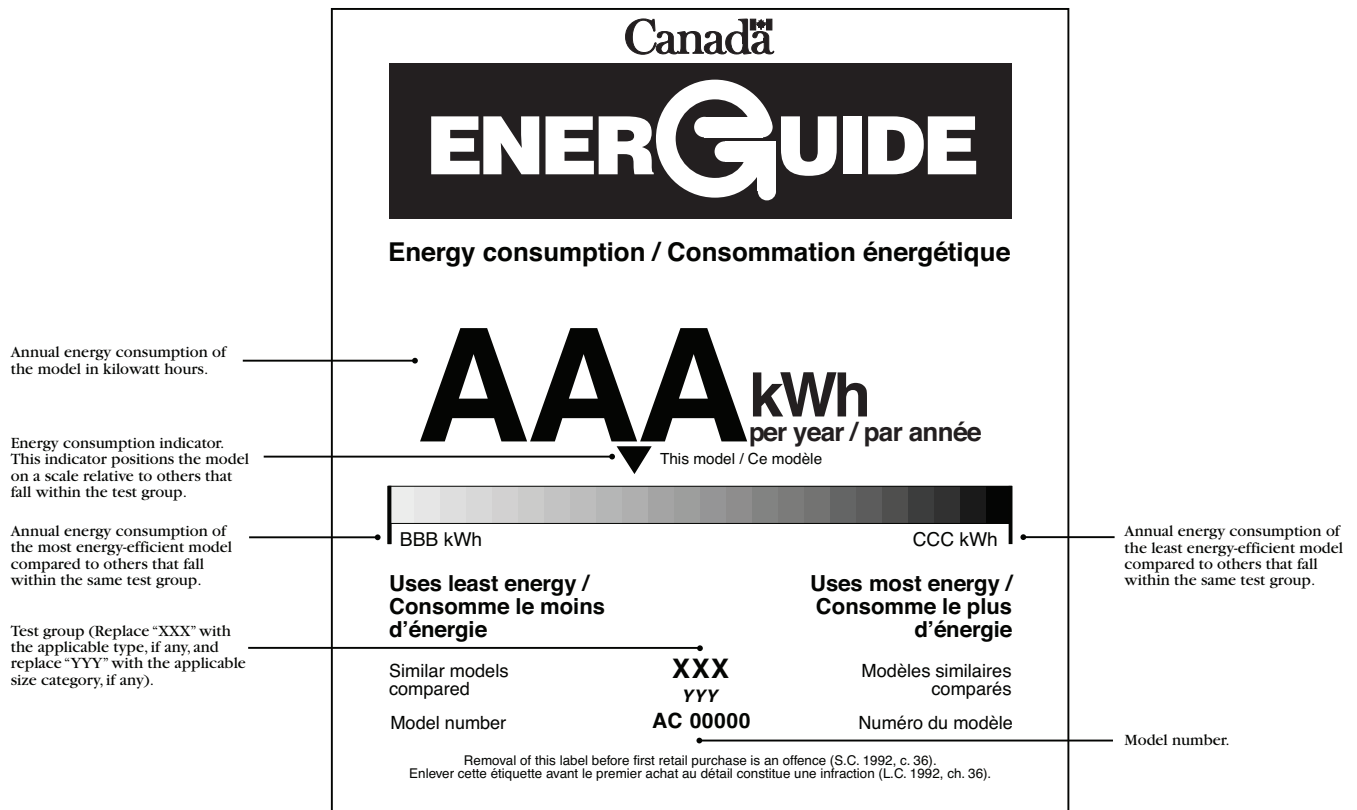 Canada
ENERGUIDE
Energy consumption / Consommation énergétique
Annual energy consumption of
the model in kilowatt hours.
AAA kWh
per year / par année
Energy consumption indicator.
This indicator positions the model
on a scale relative to others that
fall within the test group.
This model / Ce modèle
Annual energy consumption of
the most energy-efficient model
compared to others that fall
within the same test group.
BBB kWh
CCC kWh
Annual energy consumption of
the least energy-efficient model
compared to others that fall
within the same test group.
Uses least energy /
Consomme le moins
d'énergie
Uses most energy /
Consomme le plus
d'énergie
Test group (Replace “XXX” with
the applicable type, if any, and
replace “YYY” with the applicable
size category, if any).
Similar models
compared
XXX
YYY
Modèles similaires
comparés
Model number
AC 00000
Numéro du modèle
Model number.
Removal of this label before first retail purchase is an offence (S.C. 1992, c. 36).
Enlever cette étiquette avant le premier achat au détail constitue une infraction (L.C. 1992, ch. 36).